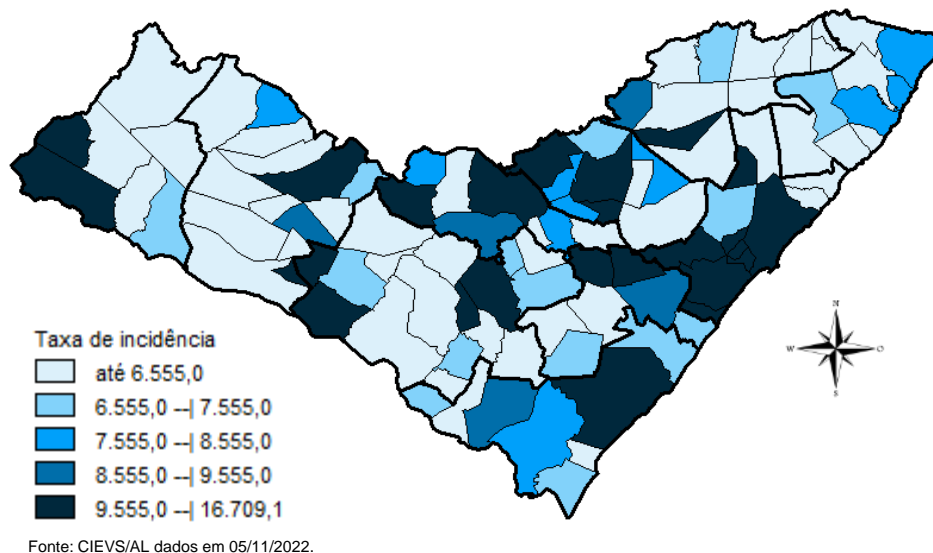 Taxa de incidência
até 6.555,0
6.555,0 --| 7.555,0
7.555,0 --| 8.555,0
8.555,0 --| 9.555,0
9.555,0 --| 16.709,1
N
W
O
S
Fonte: CIEVS/AL dados em 05/11/2022.